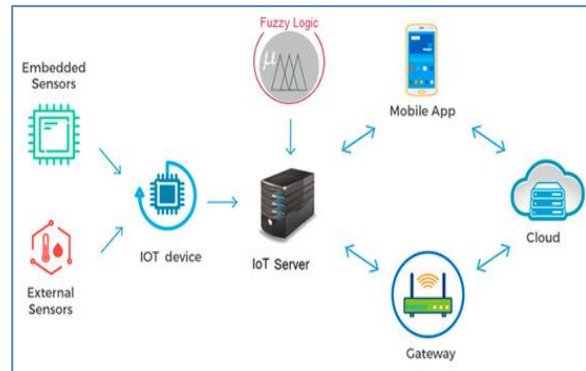 Fuzzy Logic
μ
Embedded
Sensors
Mobile App
IOT device
IoT Server
Cloud
External
Sensors
Gateway